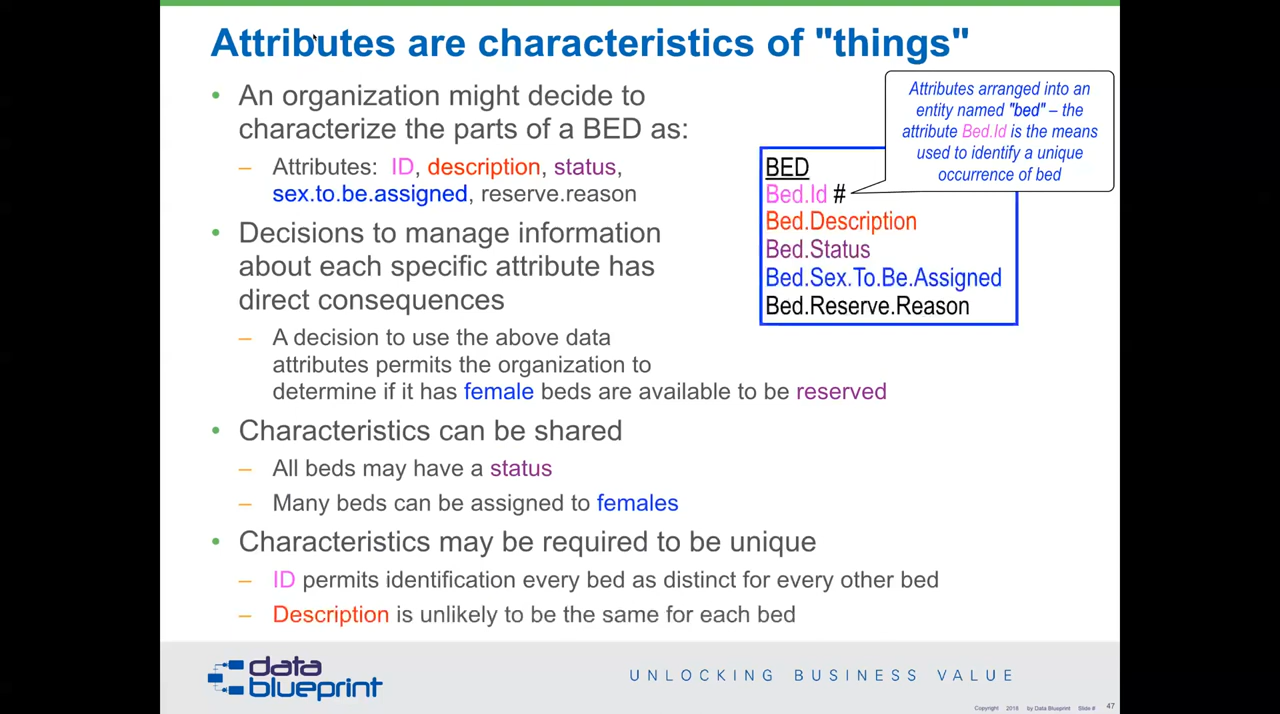 Attributes are characteristics of "things"
• An organization might decide to
characterize the parts of a BED as:
– Attributes: ID, description, status,
sex.to.be.assigned, reserve.reason
• Decisions to manage information
about each specific attribute has
direct consequences
– A decision to use the above data
attributes permits the organization to
determine if it has female beds are available to be reserved
• Characteristics can be shared
– All beds may have a status
– Many beds can be assigned to females
• Characteristics may be required to be unique
– ID permits identification every bed as distinct for every other bed
– Description is unlikely to be the same for each bed
Attributes arranged into an
entity named "bed" – the
attribute Bed.Id is the means
used to identify a unique
occurrence of bed
BED
Bed.Id #
Bed.Description
Bed.Status
Bed.Sex.To.Be.Assigned
Bed.Reserve.Reason
data
blueprint
UNLOCKING BUSINESS VALUE
Copyright 2018 by Data Blueprint Slide # 47